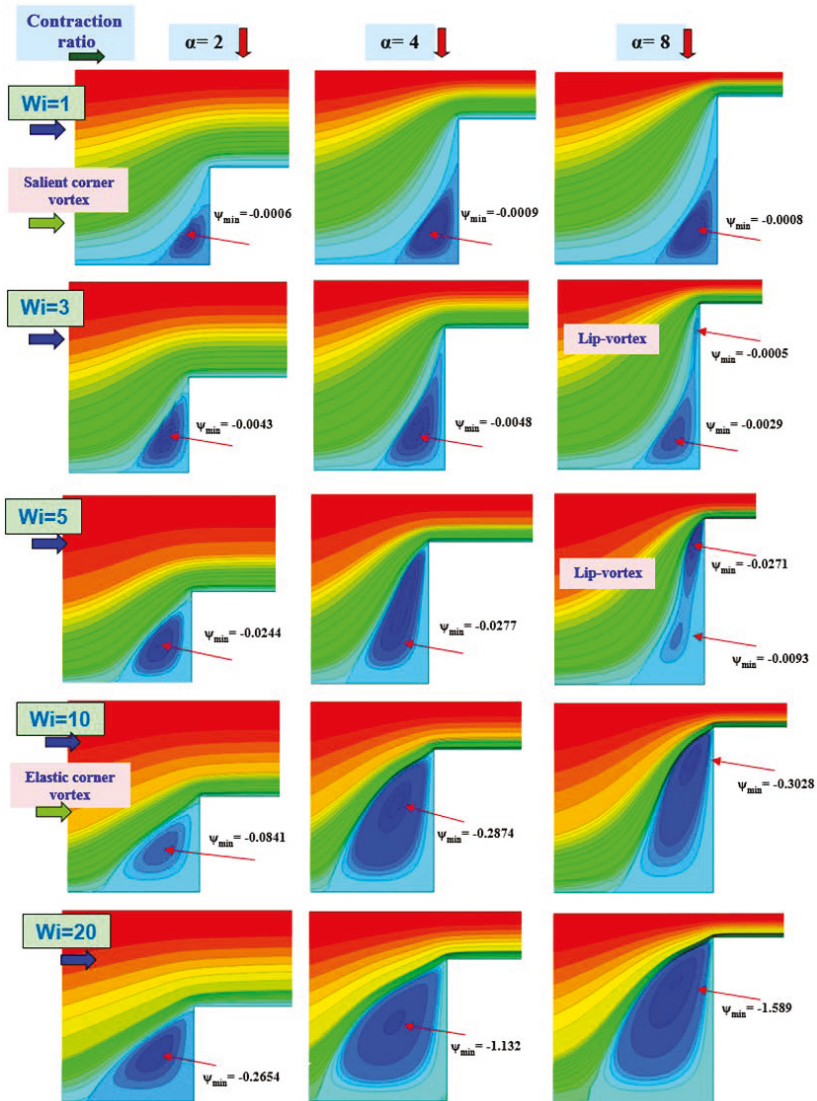 Contraction
ratio
α= 2
α= 4
α= 8
Wi=1
Salient corner
vortex
Ψmin= -0.0006
Ψmin= -0.0009
Ψmin= -0.0008
Wi=3
Lip-vortex
Ψmin= -0.0005
Ψmin= -0.0043
Ψmin= -0.0048
Ψmin= -0.0029
Wi=5
Lip-vortex
Ψmin= -0.0271
Ψmin= -0.0244
Ψmin= -0.0277
Ψmin= -0.0093
Wi=10
Elastic corner
vortex
Ψmin= -0.0841
Ψmin= -0.2874
Ψmin= -0.3028
Wi=20
Ψmin= -0.2654
Ψmin= -1.132
Ψmin= -1.589